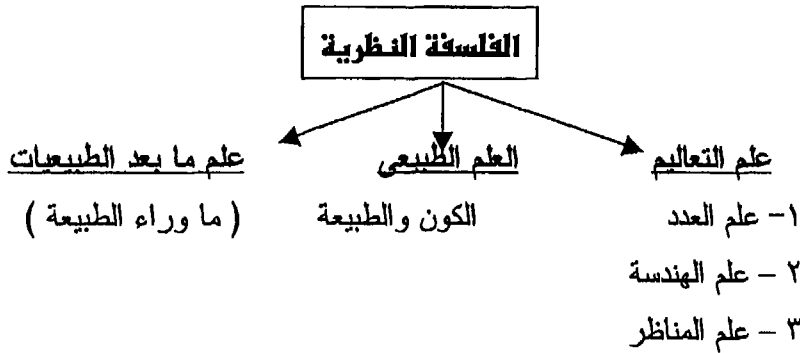 الفلسفة النظرية
علم التعاليم
العلم الطبيعى
علم ما بعد الطبيعيات
١- علم العدد
الكون والطبيعة
( ما وراء الطبيعة )
٢ – علم الهندسة
٣ – علم المناظر